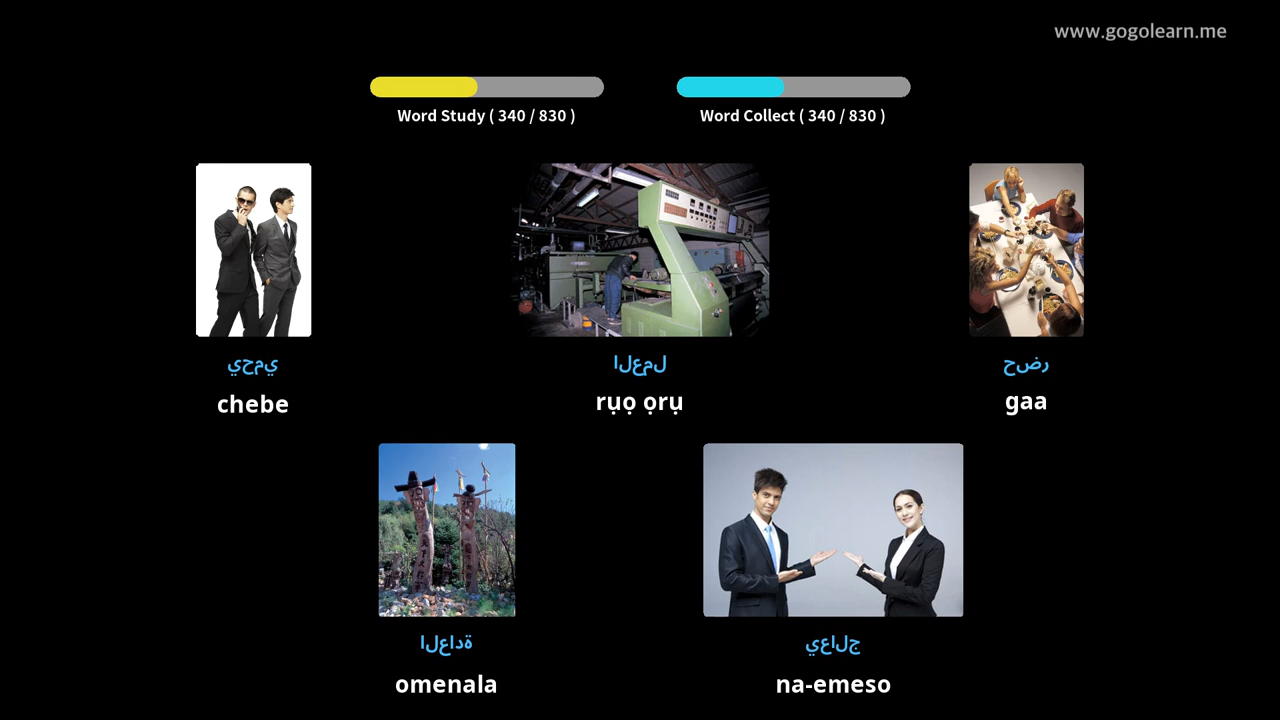 www.gogolearn.me
Word Study ( 340 / 830 )
Word Collect ( 340 / 830 )
يحمي
العمل
حضر
chebe
rụọ ọrụ
gaa
العادة
يعالج
omenala
na-emeso